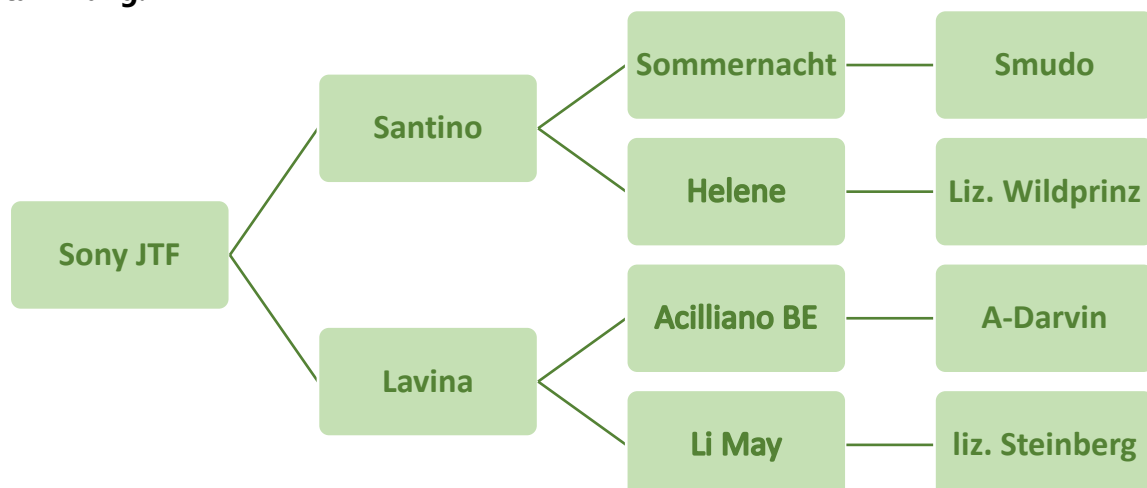 Sommernacht
Smudo
Santino
Helene
Liz. Wildprinz
Sony JTF
Acilliano BE
A-Darvin
Lavina
Li May
liz. Steinberg